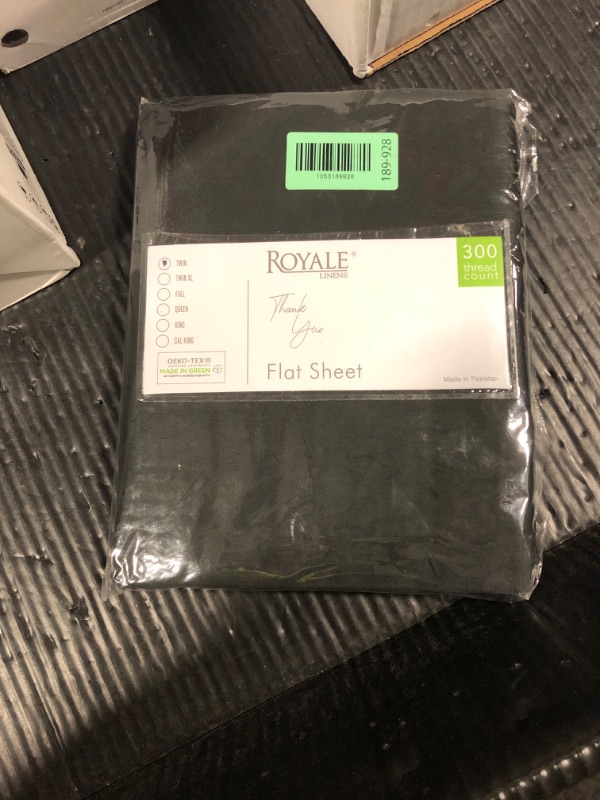 1053189928
189-928
TWIN
TWIN XL
FULL
QUEEN
KING
CAL KING
OEKO-TEX®
MADE IN GREEN
ROYALE®
LINENS
Thank
You
Flat Sheet
300
thread
count
Made in Pakistan